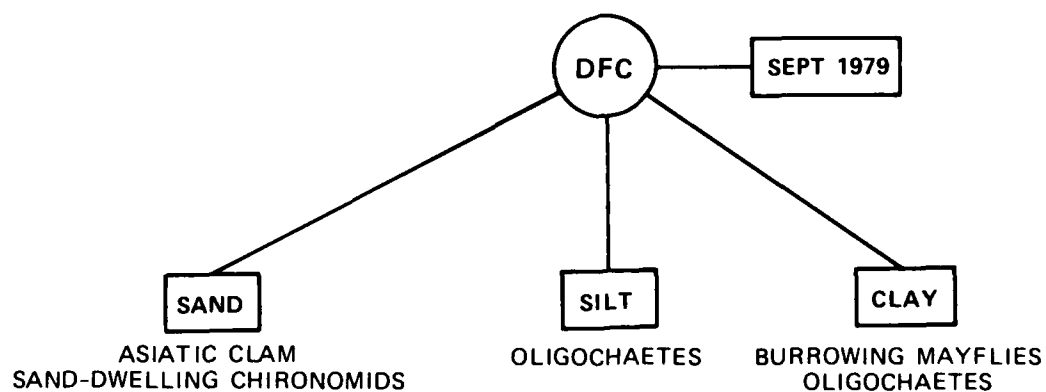 DFC
SEPT 1979
SAND
SILT
CLAY
ASIATIC CLAM
SAND-DWELLING CHIRONOMIDS
OLIGOCHAETES
BURROWING MAYFLIES
OLIGOCHAETES